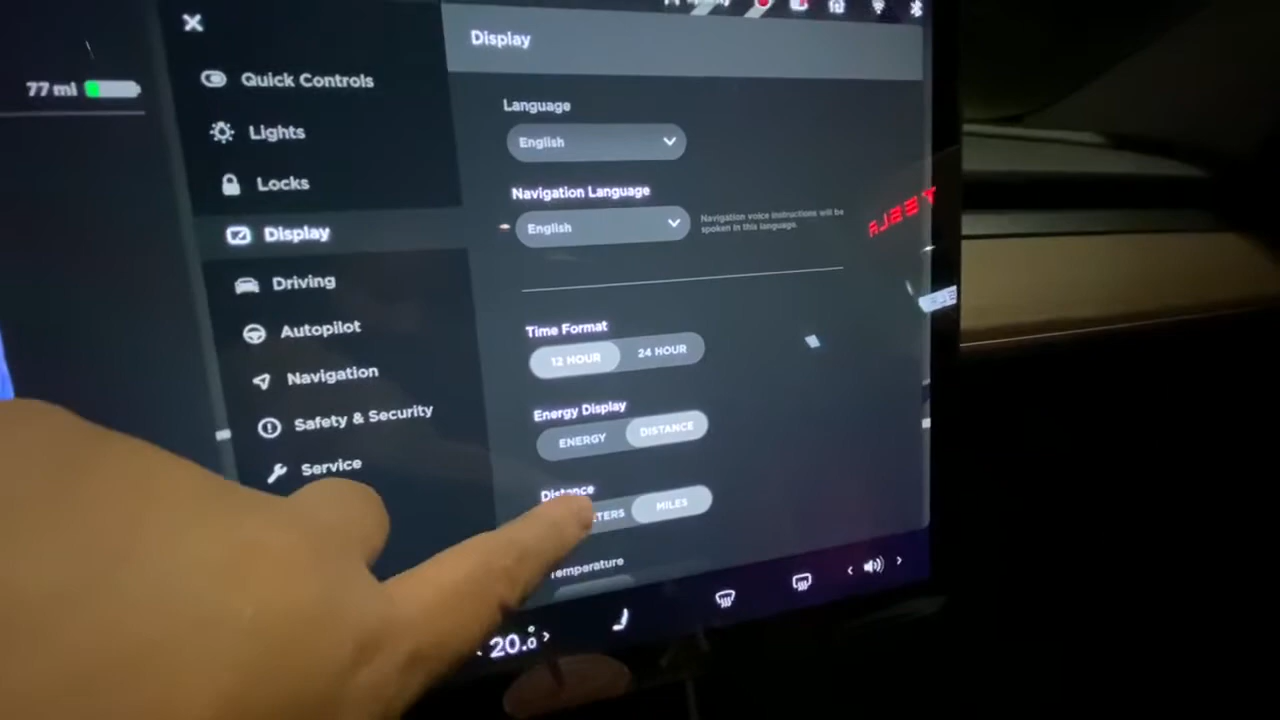 77 mi
Quick Controls
Lights
Locks
Display
Driving
Autopilot
Navigation
Safety & Security
Service
Display
Language
English
Navigation Language
English
Navigation voice instructions will be
spoken in this language.
Time Format
12 HOUR 24 HOUR
Energy Display
ENERGY DISTANCE
Distance
MILES
Temperature
20.0
TESLA